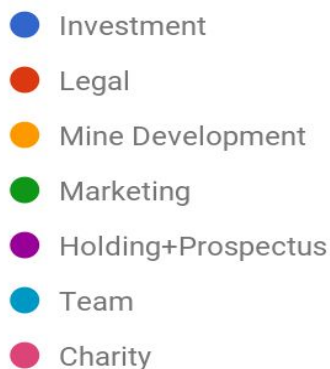 Investment
Legal
Mine Development
Marketing
Holding+Prospectus
Team
Charity